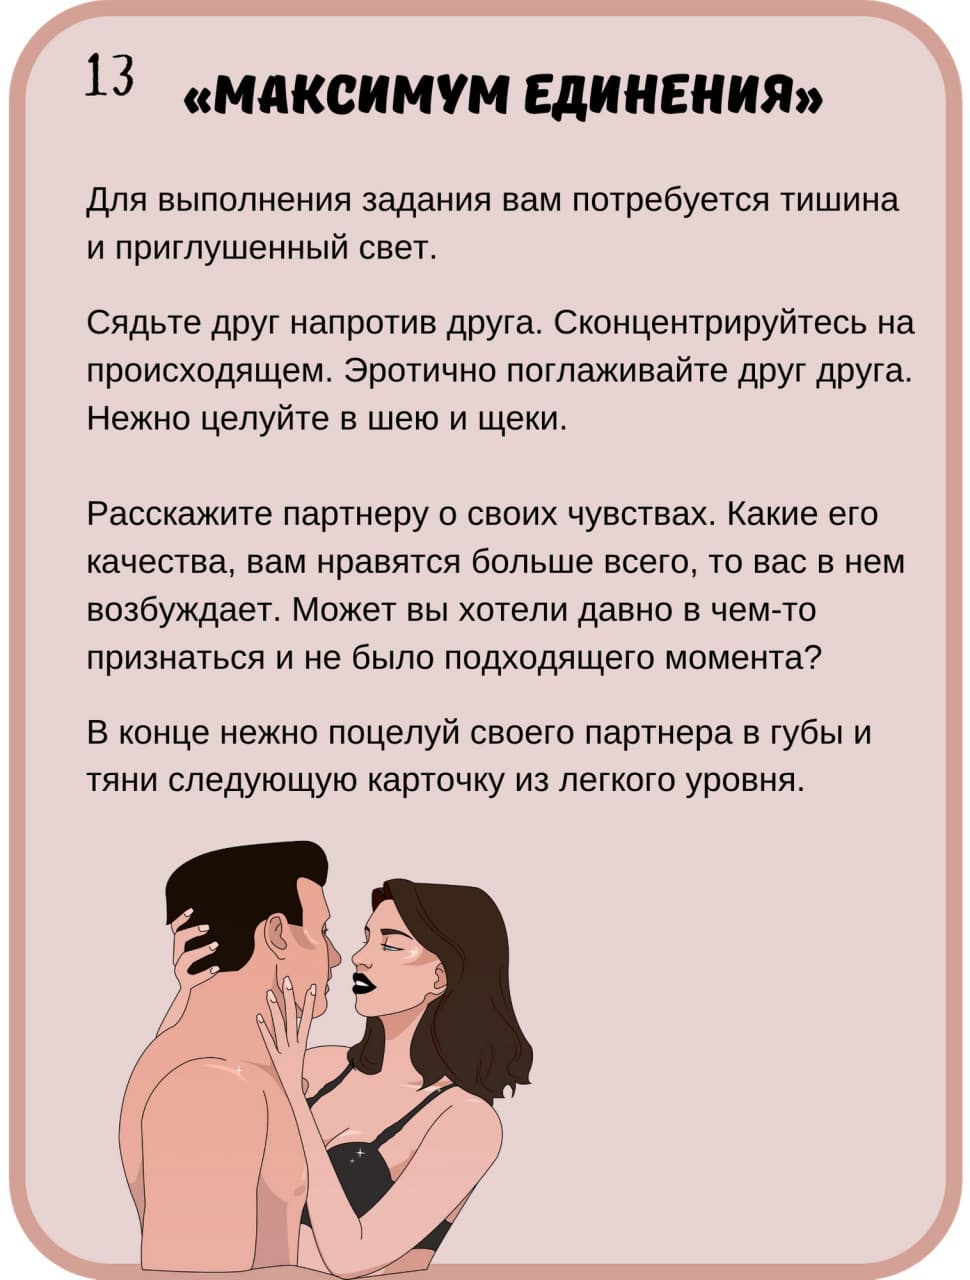 13
«МАКСИМУМ ЕДИНЕНИЯ»
Для выполнения задания вам потребуется тишина
и приглушенный свет.
Сядьте друг напротив друга. Сконцентрируйтесь на
происходящем. Эротично поглаживайте друг друга.
Нежно целуйте в шею и щеки.
Расскажите партнеру о своих чувствах. Какие его
качества, вам нравятся больше всего, то вас в нем
возбуждает. Может вы хотели давно в чем-то
признаться и не было подходящего момента?
В конце нежно поцелуй своего партнера в губы и
тяни следующую карточку из легкого уровня.